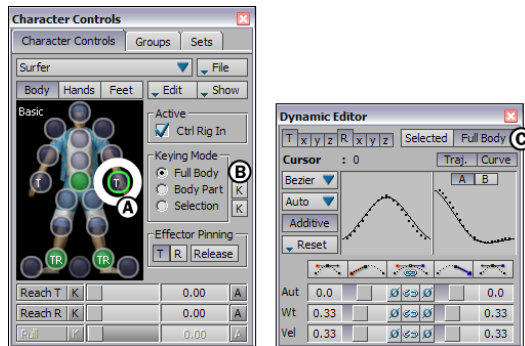 Character Controls
Character Controls Groups Sets
Surfer File
Body Hands Feet Edit Show
Basic
Active
Ctrl Rig In
Keying Mode
Full Body B
Body Part K
Selection K
T T
A
Effector Pinning
T R Release
TR TR
Reach T K 0.00 A
Reach R K 0.00 A
Pull K 0.00 A
Dynamic Editor
T x y z R x y z Selected Full Body C
Cursor : 0 Traj. Curve
Bezier A B
Auto
Additive
Reset
Aut 0.0 0.0
Wt 0.33 0.33
Vel 0.33 0.33